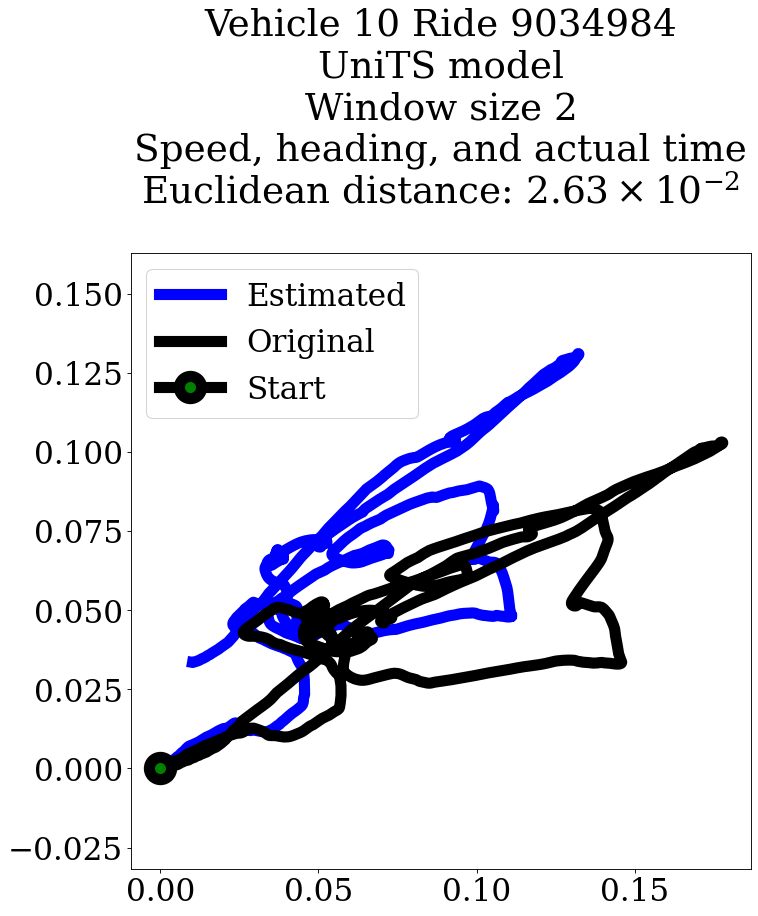 Vehicle 10 Ride 9034984
UniTS model
Window size 2
Speed, heading, and actual time
Euclidean distance: 2.63 × 10⁻²
Estimated
Original
Start
0.150
0.125
0.100
0.075
0.050
0.025
0.000
−0.025
0.00 0.05 0.10 0.15